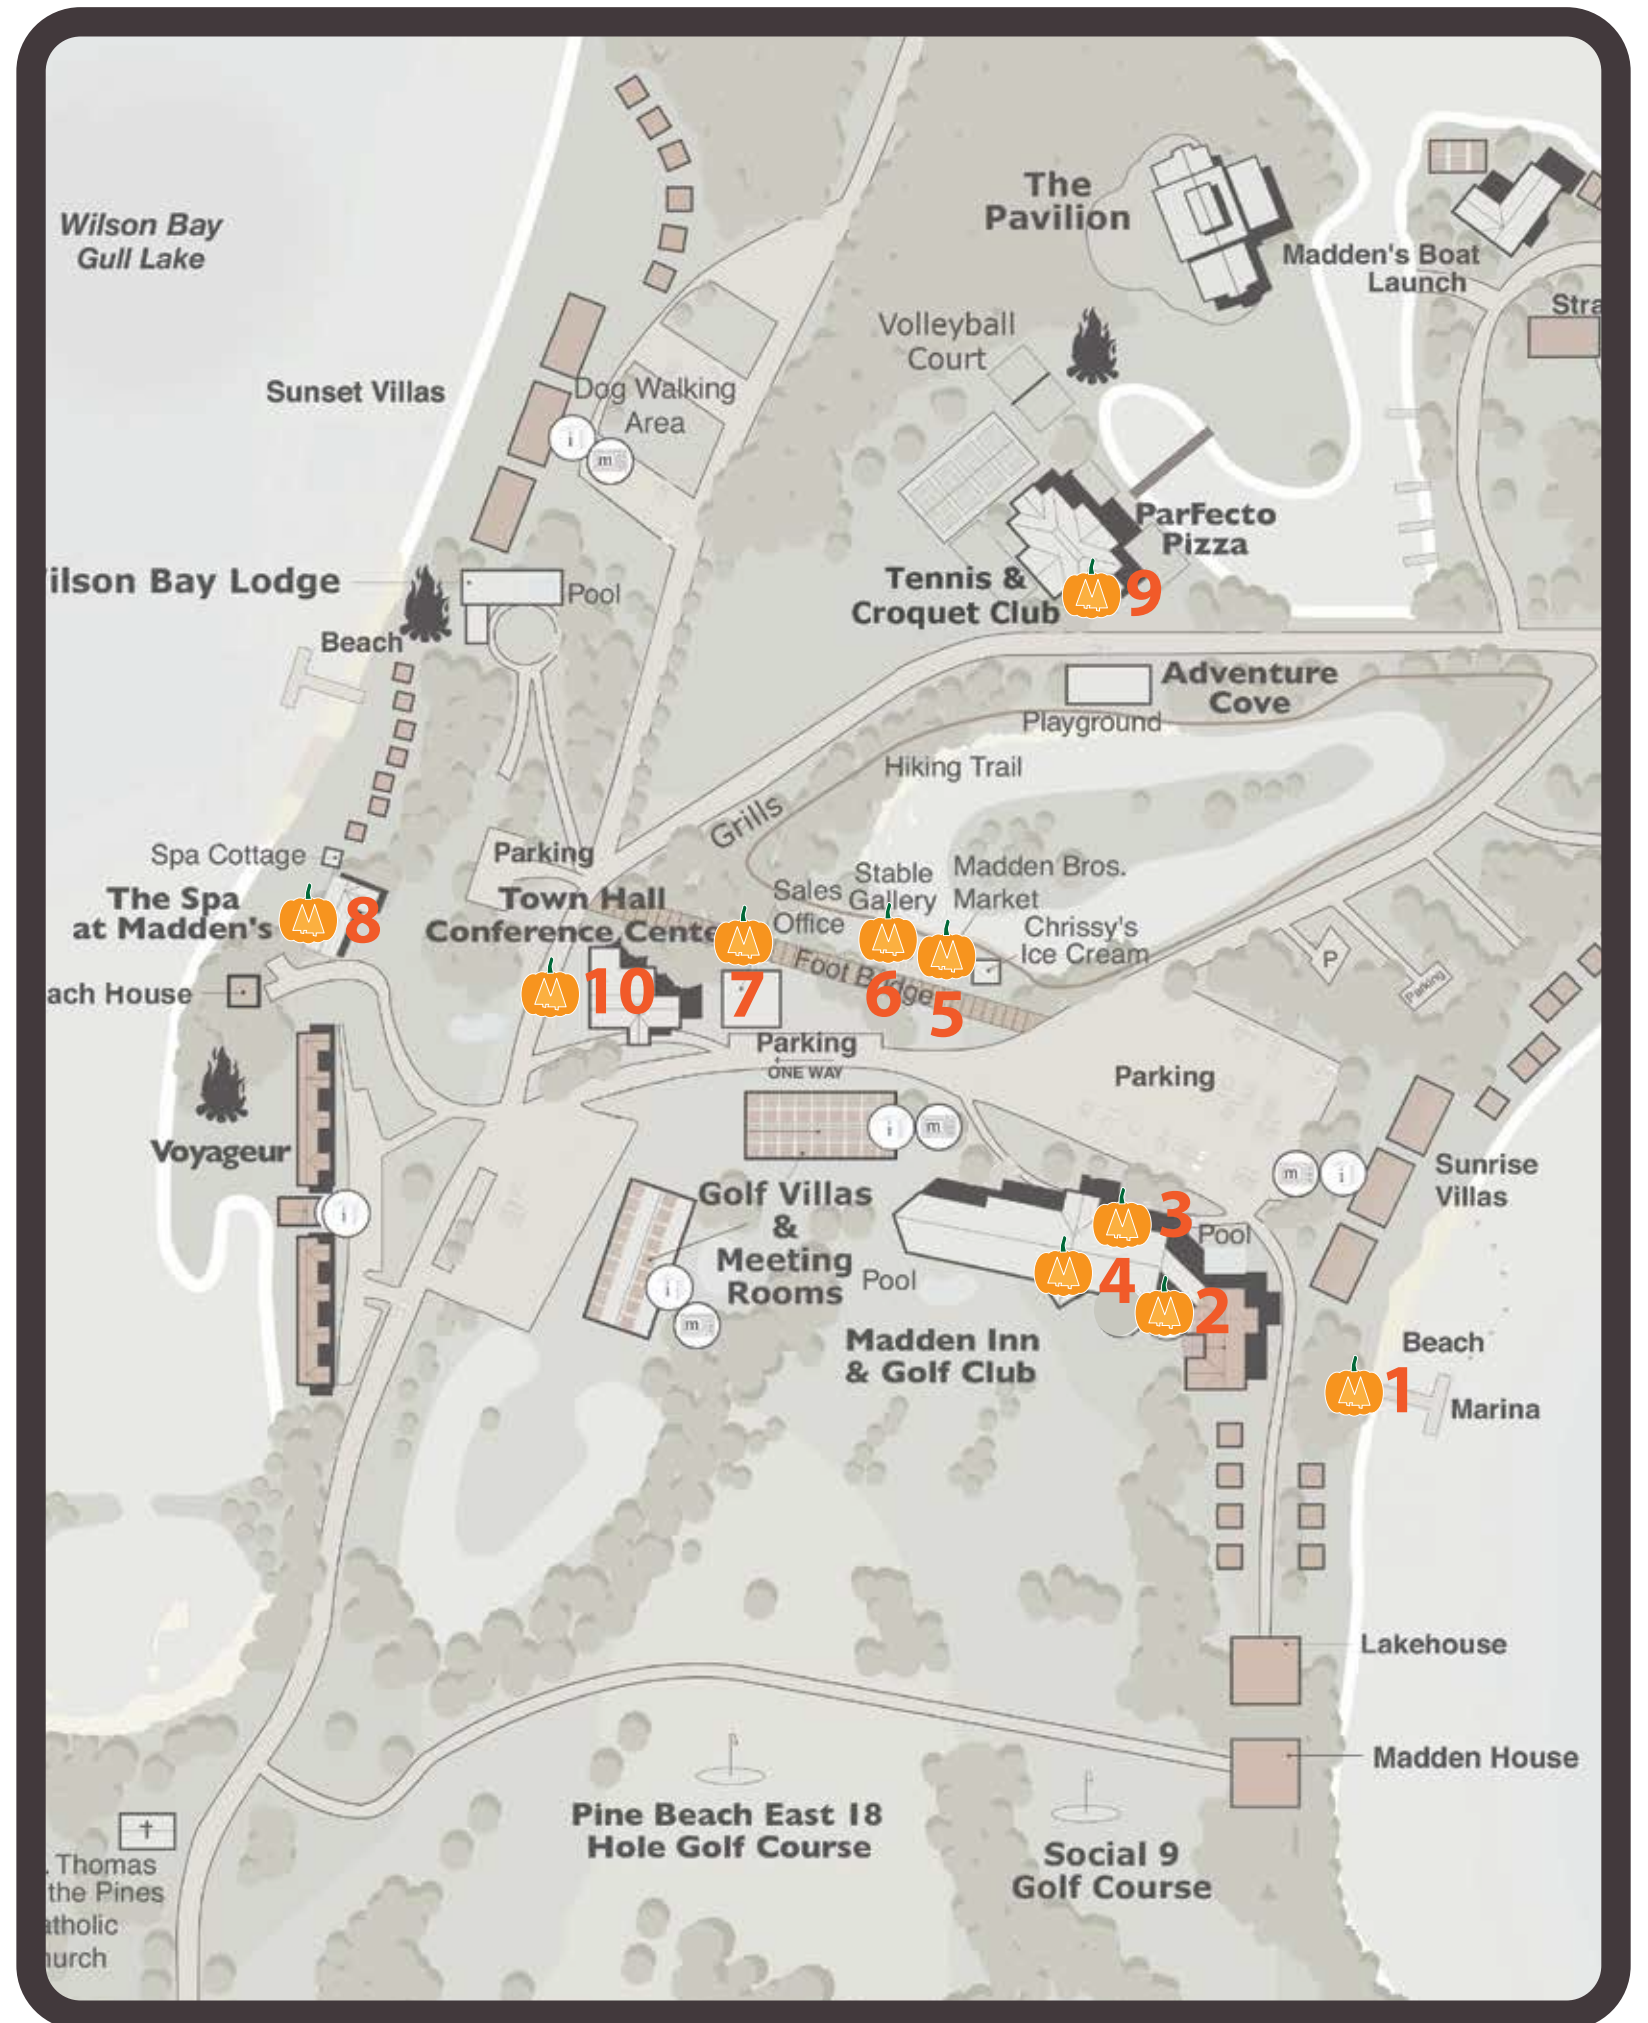 The
Pavilion
Wilson Bay
Gull Lake
Madden's Boat
Launch
Stra
Volleyball
Court
Sunset Villas
Dog Walking
Area
i
m
ParFecto
Pizza
ilson Bay Lodge
Pool
Tennis &
Croquet Club
9
Beach
Adventure
Cove
Playground
Hiking Trail
Grills
Spa Cottage
Parking
The Spa
at Madden's
8
Town Hall
Conference Cente
Sales
Office
Stable
Gallery
Madden Bros.
Market
Chrissy's
Ice Cream
P
Parking
Foot Bridge
ach House
10
7
6
5
Parking
ONE WAY
Parking
i
m
Voyageur
m
i
Sunrise
Villas
i
Golf Villas
&
Meeting
Rooms
3
Pool
Pool
4
2
i
m
Madden Inn
& Golf Club
Beach
1
Marina
Lakehouse
Madden House
Pine Beach East 18
Hole Golf Course
Social 9
Golf Course
. Thomas
the Pines
atholic
hurch